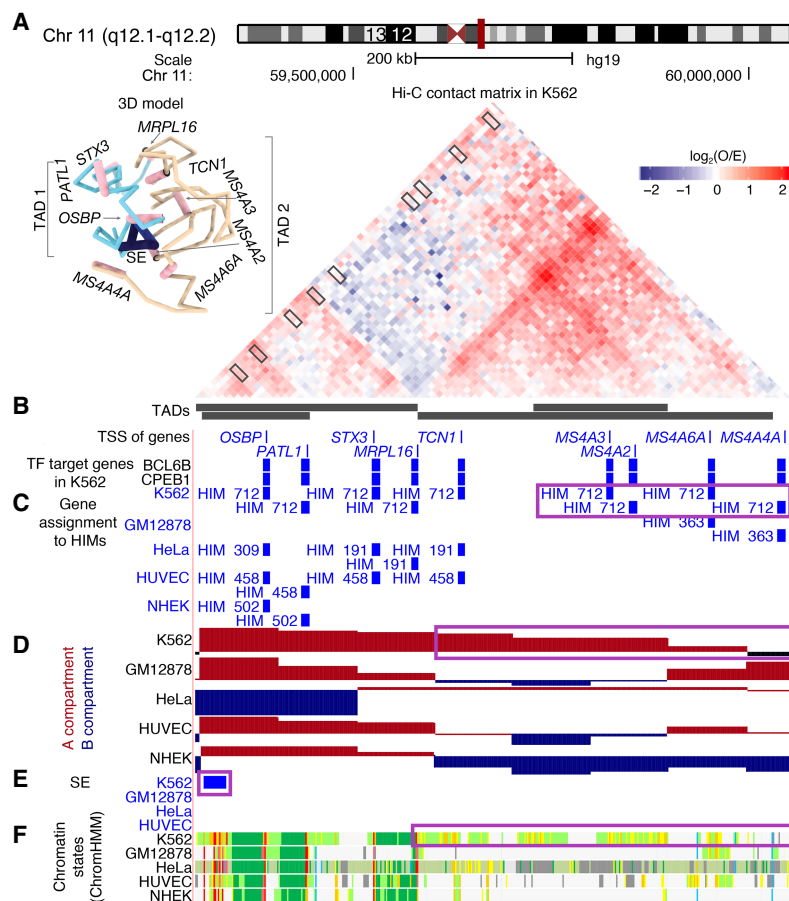 A
Chr 11 (q12.1-q12.2)
13 12
Scale
200 kb
hg19
Chr 11:
59,500,000
60,000,000
Hi-C contact matrix in K562
3D model
MRPL16
STX3
TCN1
PATL1
MS4A3
TAD 1
OSBP
TAD 2
MS4A2
SE
MS4A6A
MS4A4A
log2(O/E)
−2 −1 0 1 2
B
TADs
TSS of genes
OSBP STX3 TCN1 MS4A3 MS4A6A MS4A4A
PATL1 MRPL16 MS4A2
TF target genes in K562
BCL6B
CPEB1
C
Gene assignment to HIMs
K562 HIM 712 HIM 712 HIM 712 HIM 712 HIM 712
HIM 712 HIM 712 HIM 712 HIM 712
GM12878 HIM 363
HIM 363
HeLa HIM 309 HIM 191 HIM 191
HIM 191
HUVEC HIM 458 HIM 458 HIM 458
HIM 458
NHEK HIM 502
HIM 502
D
A compartment
B compartment
K562
GM12878
HeLa
HUVEC
NHEK
E
SE
K562
GM12878
HeLa
HUVEC
F
Chromatin states (ChromHMM)
K562
GM12878
HeLa
HUVEC
NHEK